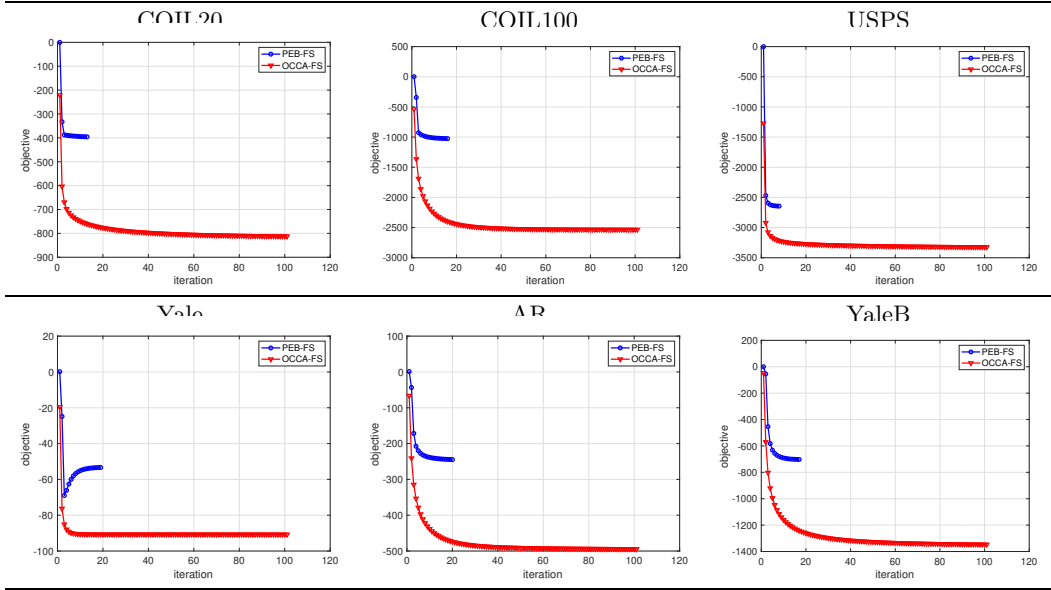 COIL20
COIL100
USPS
PEB-FS
OCCA-FS
objective
0
-100
-200
-300
-400
-500
-600
-700
-800
-900
0 20 40 60 80 100 120
iteration
PEB-FS
OCCA-FS
objective
500
0
-500
-1000
-1500
-2000
-2500
-3000
0 20 40 60 80 100 120
iteration
PEB-FS
OCCA-FS
objective
0
-500
-1000
-1500
-2000
-2500
-3000
-3500
0 20 40 60 80 100 120
iteration
Yale
AR
YaleB
PEB-FS
OCCA-FS
objective
20
0
-20
-40
-60
-80
-100
0 20 40 60 80 100 120
iteration
PEB-FS
OCCA-FS
objective
100
0
-100
-200
-300
-400
-500
0 20 40 60 80 100 120
iteration
PEB-FS
OCCA-FS
objective
200
0
-200
-400
-600
-800
-1000
-1200
-1400
0 20 40 60 80 100 120
iteration